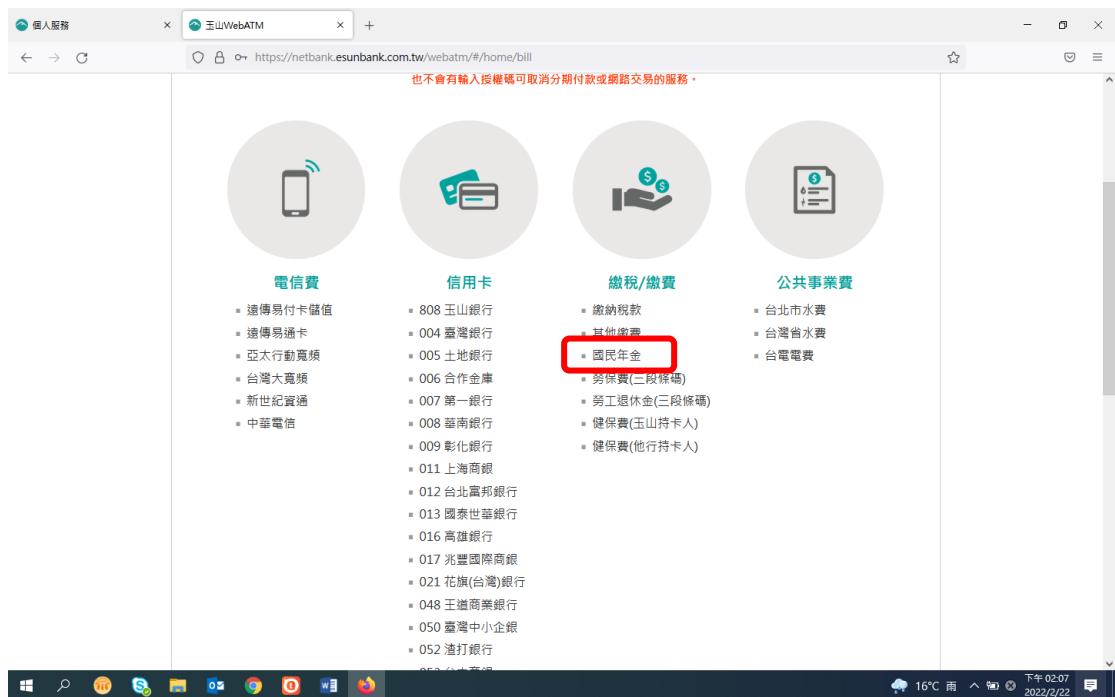 個人服務
玉山WebATM
https://netbank.esunbank.com.tw/webatm/#/home/bill
也不會有輸入授權碼可取消分期付款或網路交易的服務。
電信費
遠傳易付卡儲值
遠傳易通卡
亞太行動寬頻
台灣大寬頻
新世紀資通
中華電信
信用卡
808 玉山銀行
004 臺灣銀行
005 土地銀行
006 合作金庫
007 第一銀行
008 華南銀行
009 彰化銀行
011 上海商銀
012 台北富邦銀行
013 國泰世華銀行
016 高雄銀行
017 兆豐國際商銀
021 花旗(台灣)銀行
048 王道商業銀行
050 臺灣中小企銀
052 渣打銀行
053 台中商銀
繳稅/繳費
繳納稅款
其他繳費
國民年金
勞保費(三段條碼)
勞工退休金(三段條碼)
健保費(玉山持卡人)
健保費(他行持卡人)
公共事業費
台北市水費
台灣省水費
台電電費
16°C 雨
下午 02:07
2022/2/22